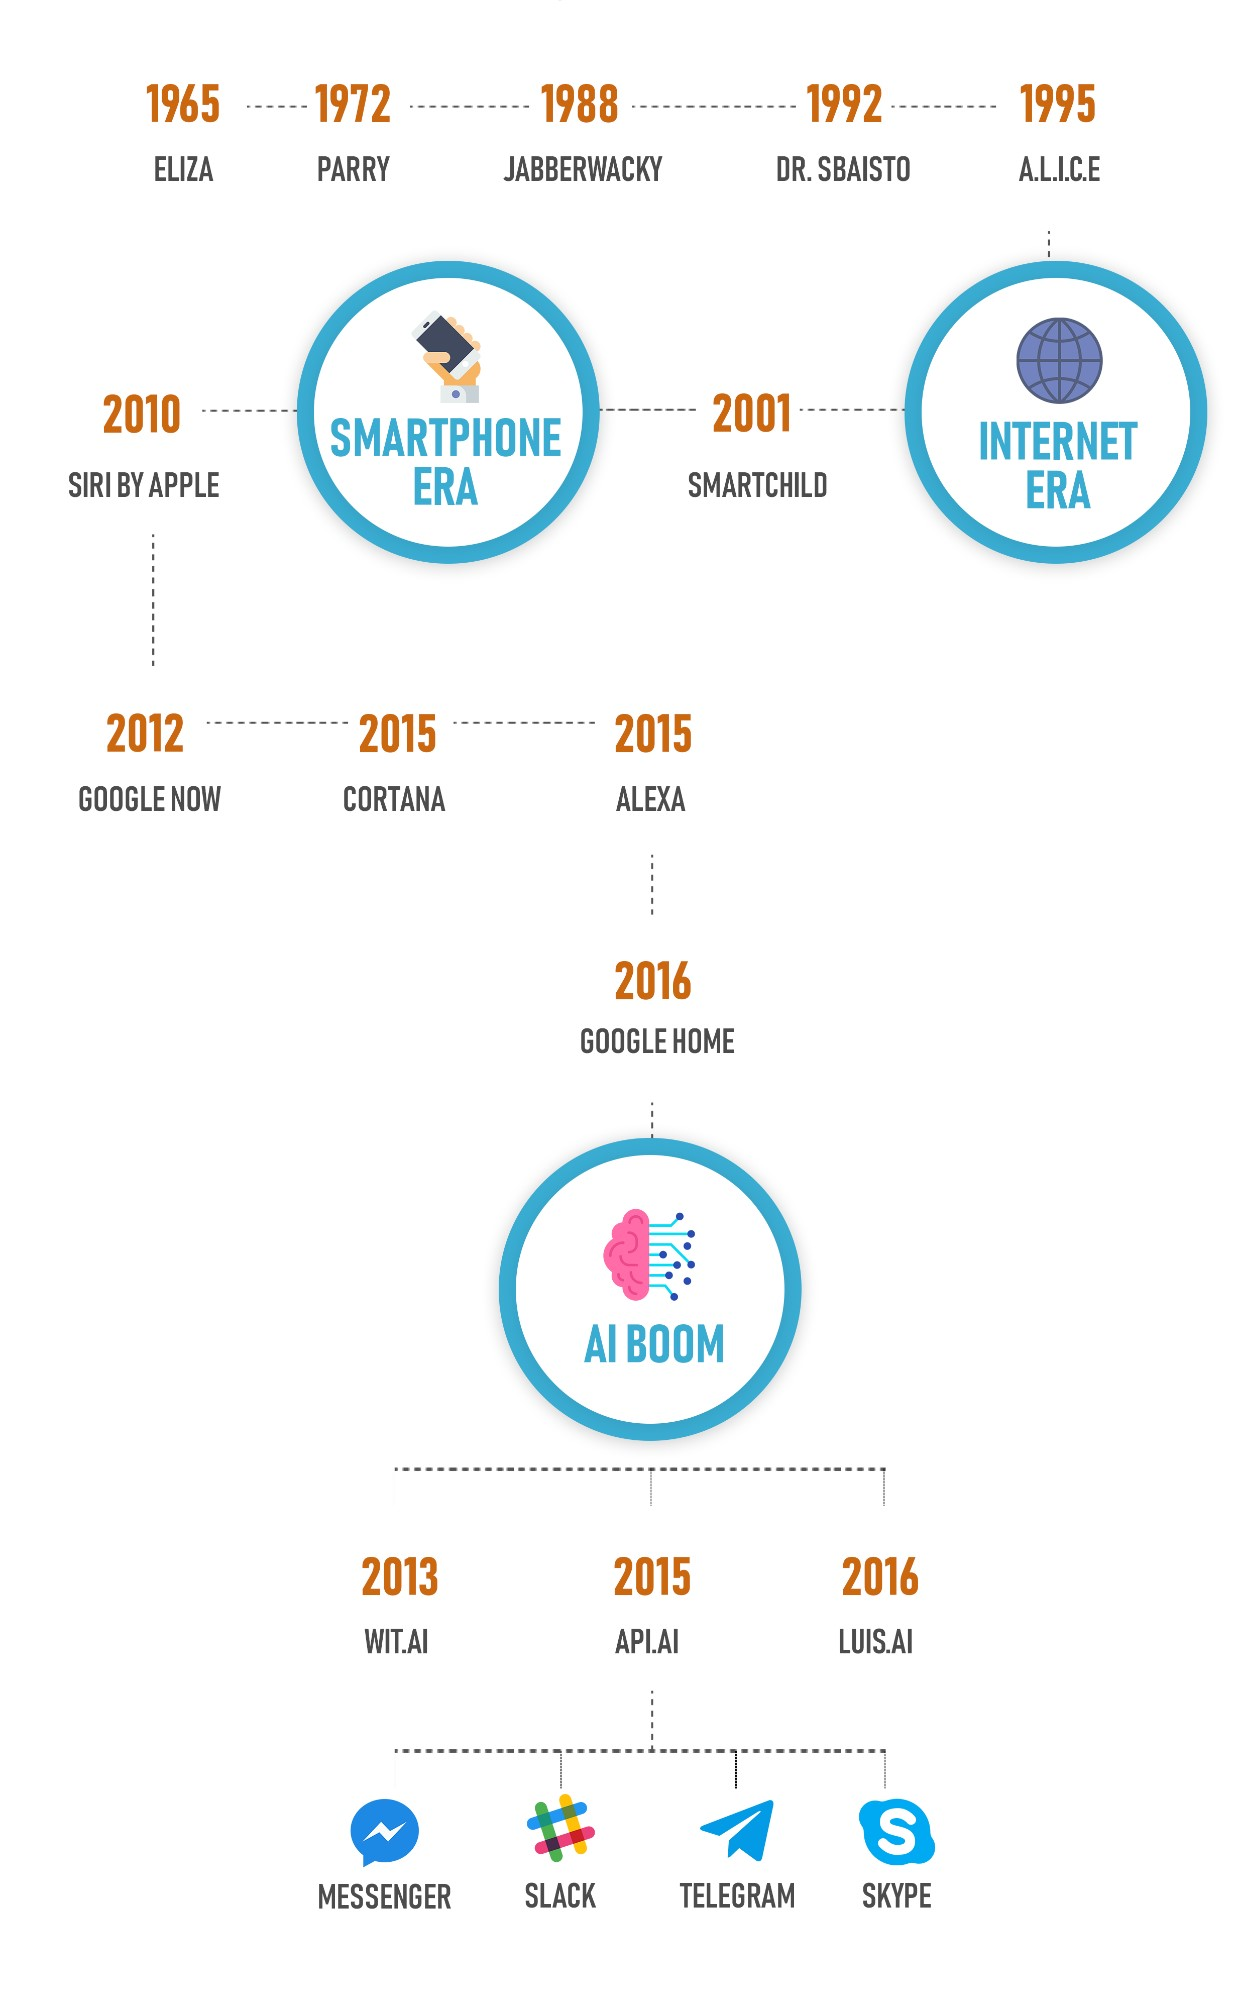 1965
ELIZA
1972
PARRY
1988
JABBERWACKY
1992
DR. SBAISTO
1995
A.L.I.C.E
INTERNET
ERA
2001
SMARTCHILD
SMARTPHONE
ERA
2010
SIRI BY APPLE
2012
GOOGLE NOW
2015
CORTANA
2015
ALEXA
2016
GOOGLE HOME
AI BOOM
2013
WIT.AI
2015
API.AI
2016
LUIS.AI
MESSENGER
SLACK
TELEGRAM
SKYPE